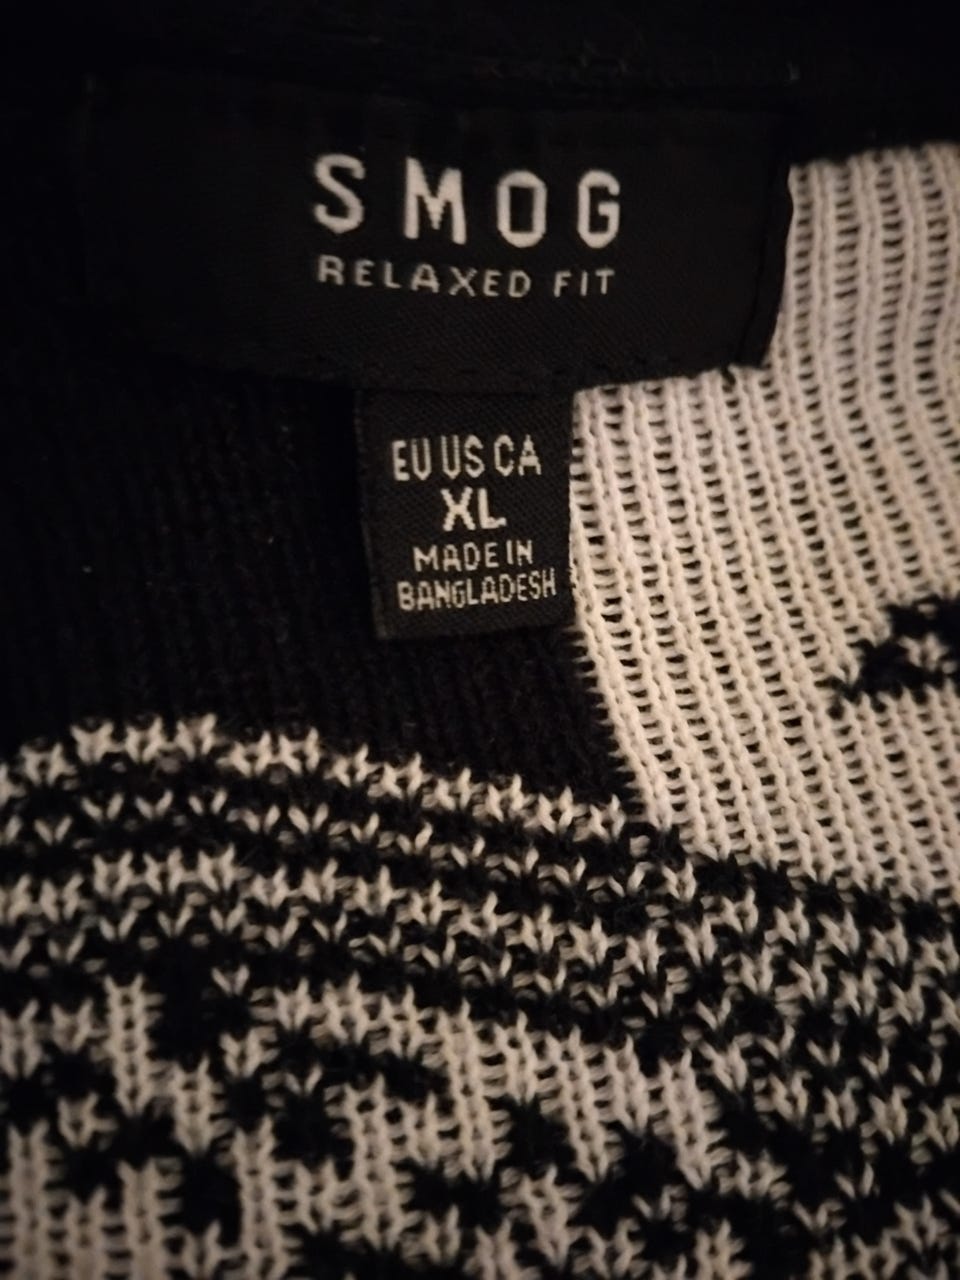 SMOG
RELAXED FIT
EU US CA
XL
MADE IN
BANGLADESH